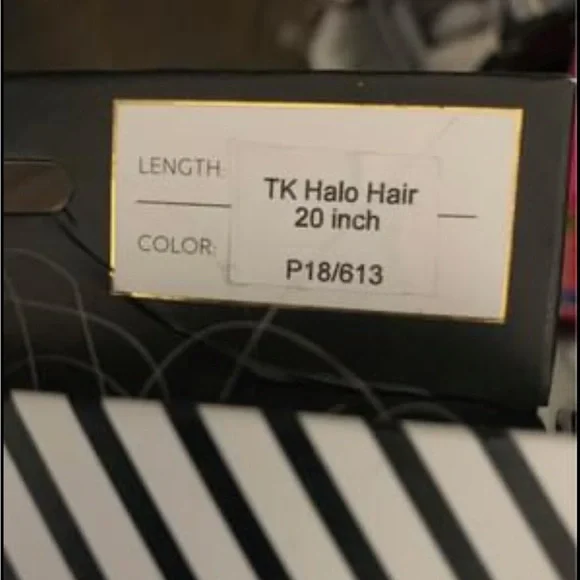 LENGTH:
TK Halo Hair
20 inch
COLOR:
P18/613